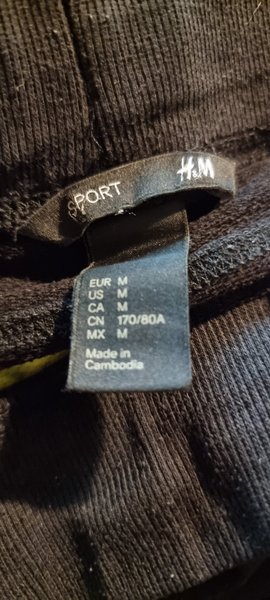 SPORT H&M
EUR M
US M
CA M
CN 170/80A
MX M
Made in
Cambodia